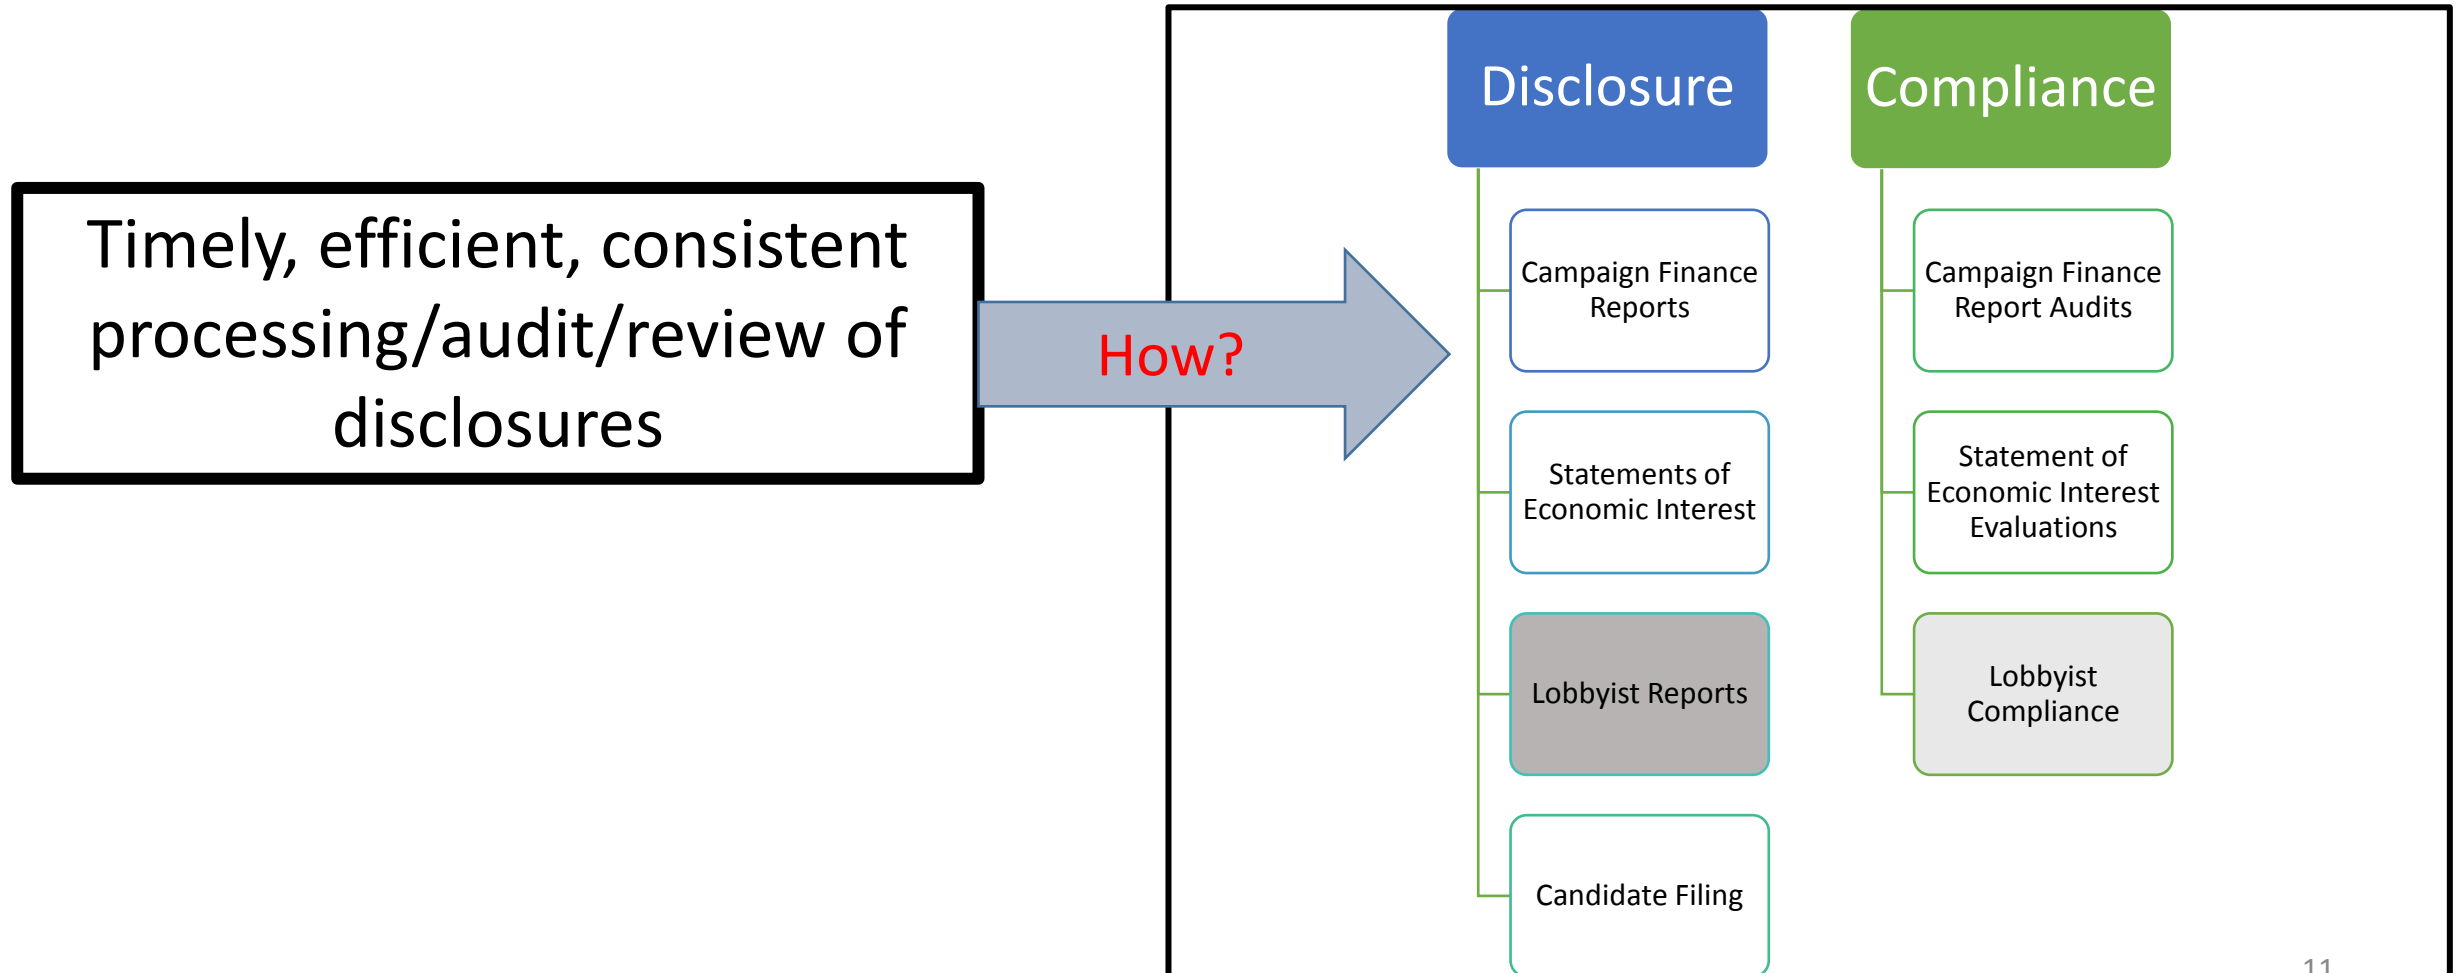 Timely, efficient, consistent
processing/audit/review of
disclosures
How?
Disclosure
Campaign Finance
Reports
Statements of
Economic Interest
Lobbyist Reports
Candidate Filing
Compliance
Campaign Finance
Report Audits
Statement of
Economic Interest
Evaluations
Lobbyist
Compliance
11